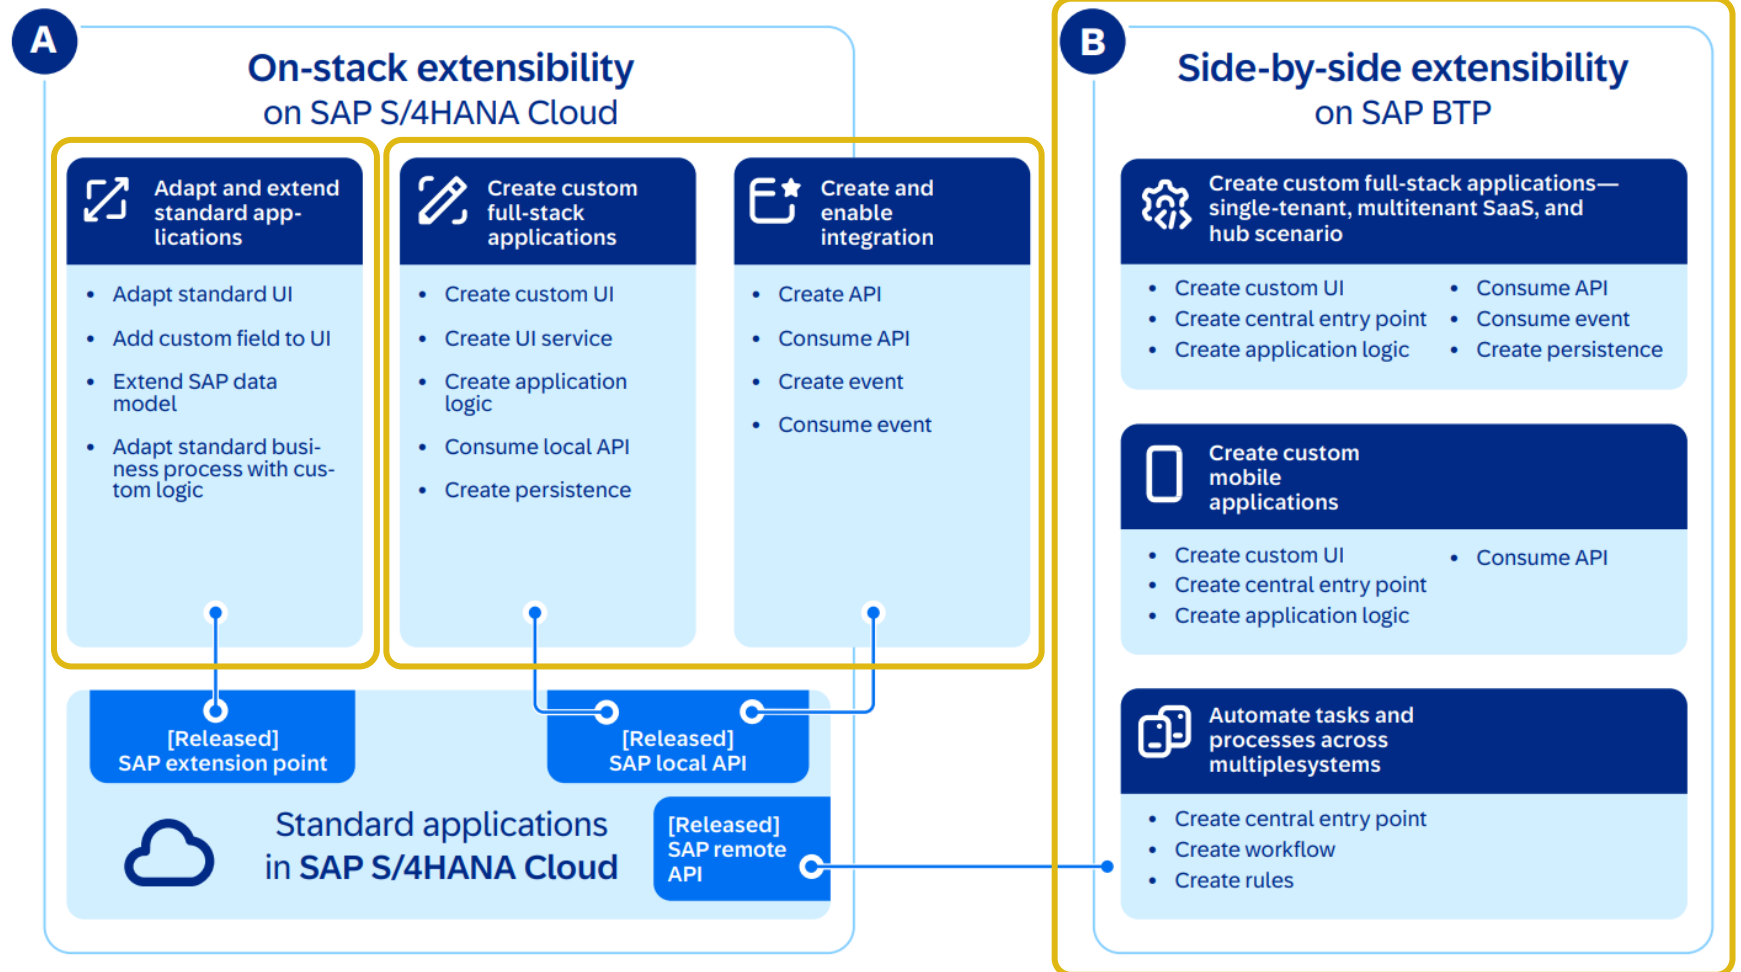 A
On-stack extensibility
on SAP S/4HANA Cloud
Adapt and extend
standard app-
lications
• Adapt standard UI
• Add custom field to UI
• Extend SAP data
model
• Adapt standard busi-
ness process with cus-
tom logic
Create custom
full-stack
applications
• Create custom UI
• Create UI service
• Create application
logic
• Consume local API
• Create persistence
Create and
enable
integration
• Create API
• Consume API
• Create event
• Consume event
[Released]
SAP extension point
[Released]
SAP local API
Standard applications
in SAP S/4HANA Cloud
[Released]
SAP remote
API
B
Side-by-side extensibility
on SAP BTP
Create custom full-stack applications—
single-tenant, multitenant SaaS, and
hub scenario
• Create custom UI
• Create central entry point
• Create application logic
• Consume API
• Consume event
• Create persistence
Create custom
mobile
applications
• Create custom UI
• Create central entry point
• Create application logic
• Consume API
Automate tasks and
processes across
multiplesystems
• Create central entry point
• Create workflow
• Create rules